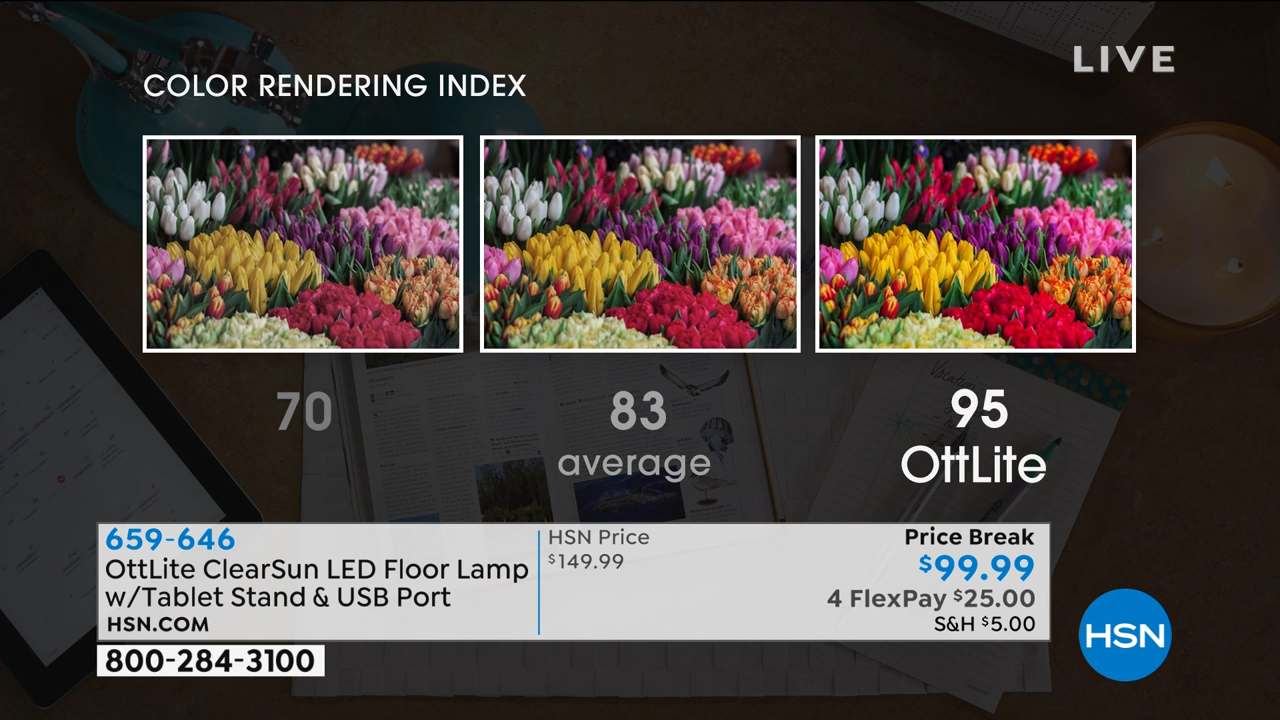 LIVE
COLOR RENDERING INDEX
70
83
average
95
OttLite
659-646
OttLite ClearSun LED Floor Lamp
w/Tablet Stand & USB Port
HSN.COM
HSN Price
$149.99
Price Break
$99.99
4 FlexPay $25.00
S&H $5.00
800-284-3100
HSN